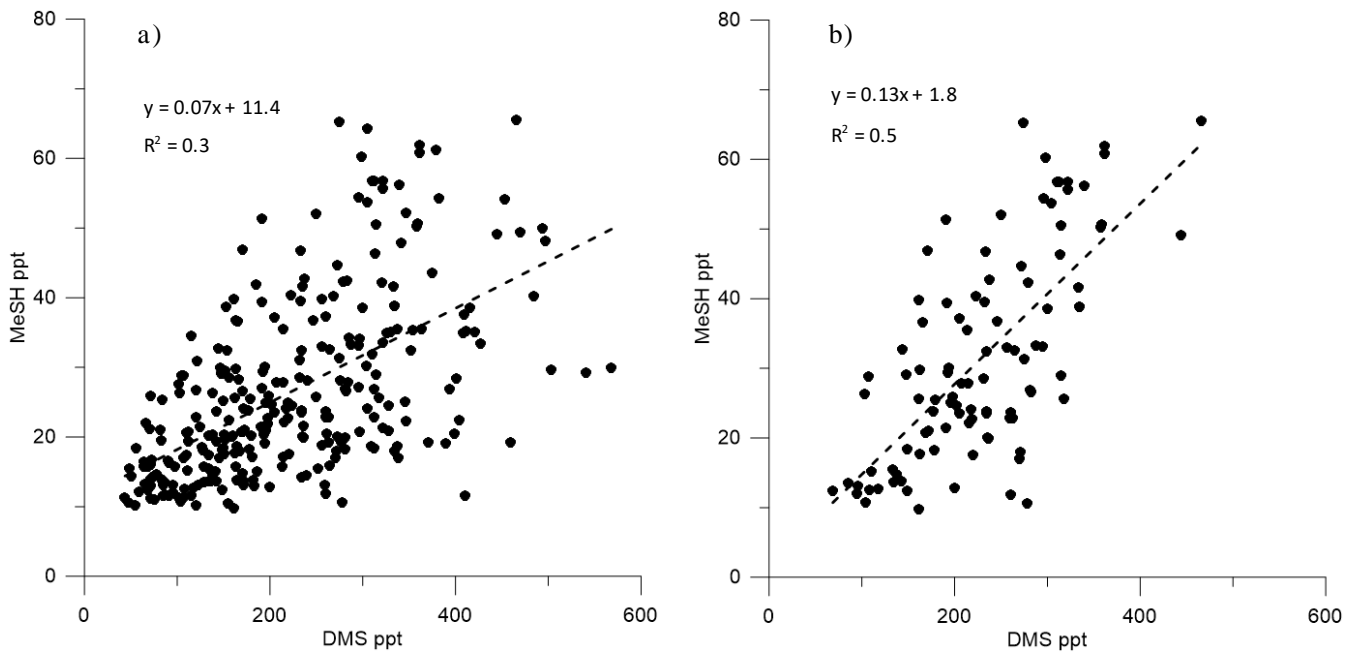 a)
y = 0.07x + 11.4
R² = 0.3
80
60
40
20
0
MeSH ppt
0
200
400
600
DMS ppt
b)
y = 0.13x + 1.8
R² = 0.5
80
60
40
20
0
MeSH ppt
0
200
400
600
DMS ppt